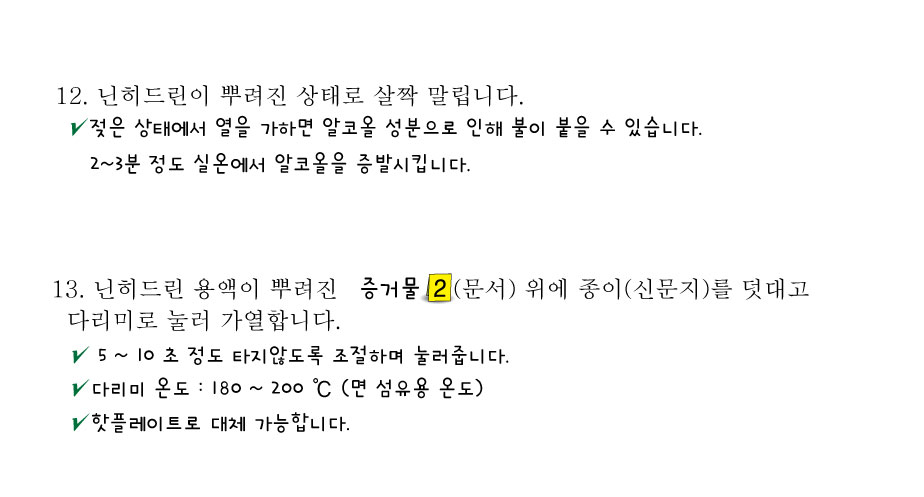 12. 닌히드린이 뿌려진 상태로 살짝 말립니다.
✔젖은 상태에서 열을 가하면 알코올 성분으로 인해 불이 붙을 수 있습니다.
2~3분 정도 실온에서 알코올을 증발시킵니다.
13. 닌히드린 용액이 뿌려진 증거물 2 (문서) 위에 종이(신문지)를 덧대고
다리미로 눌러 가열합니다.
✔ 5 ~ 10 초 정도 타지않도록 조절하며 눌러줍니다.
✔다리미 온도 : 180 ~ 200 ℃ (면 섬유용 온도)
✔핫플레이트로 대체 가능합니다.